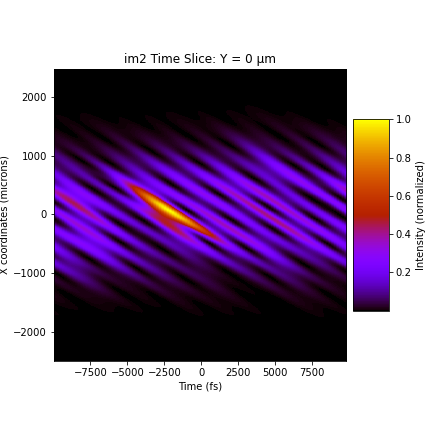 im2 Time Slice: Y = 0 μm
X coordinates (microns)
2000
1000
0
−1000
−2000
−7500 −5000 −2500 0 2500 5000 7500
Time (fs)
1.0
0.8
0.6
0.4
0.2
Intensity (normalized)